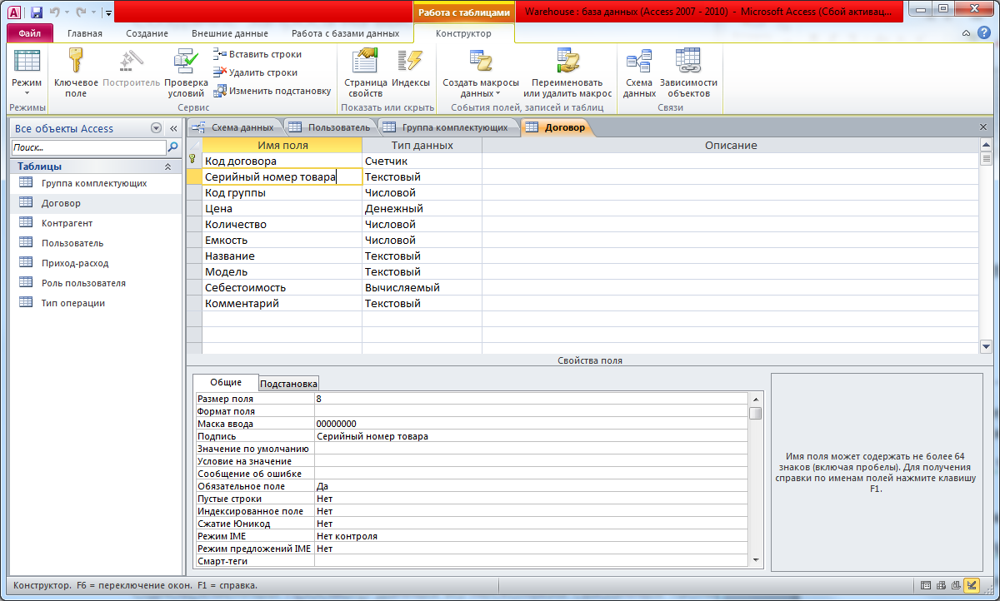 Работа с таблицами
Warehouse : база данных (Access 2007 - 2010) - Microsoft Access (Сбой активац...
Файл
Главная
Создание
Внешние данные
Работа с базами данных
Конструктор
Режим
Режимы
Ключевое поле
Построитель
Проверка условий
Вставить строки
Удалить строки
Изменить подстановку
Сервис
Страница свойств
Индексы
Показать или скрыть
Создать макросы данных
Переименовать или удалить макрос
События полей, записей и таблиц
Схема данных
Зависимости объектов
Связи
Все объекты Access
Поиск...
Таблицы
Группа комплектующих
Договор
Контрагент
Пользователь
Приход-расход
Роль пользователя
Тип операции
Схема данных
Пользователь
Группа комплектующих
Договор
Имя поля Тип данных Описание
Код договора Счетчик
Серийный номер товара Текстовый
Код группы Числовой
Цена Денежный
Количество Числовой
Емкость Числовой
Название Текстовый
Модель Текстовый
Себестоимость Вычисляемый
Комментарий Текстовый
Свойства поля
Общие Подстановка
Размер поля 8
Формат поля
Маска ввода 00000000
Подпись Серийный номер товара
Значение по умолчанию
Условие на значение
Сообщение об ошибке
Обязательное поле Да
Пустые строки Нет
Индексированное поле Нет
Сжатие Юникод Нет
Режим IME Нет контроля
Режим предложений IME Нет
Смарт-теги
Имя поля может содержать не более 64
знаков (включая пробелы). Для получения
справки по именам полей нажмите клавишу
F1.
Конструктор. F6 = переключение окон. F1 = справка.